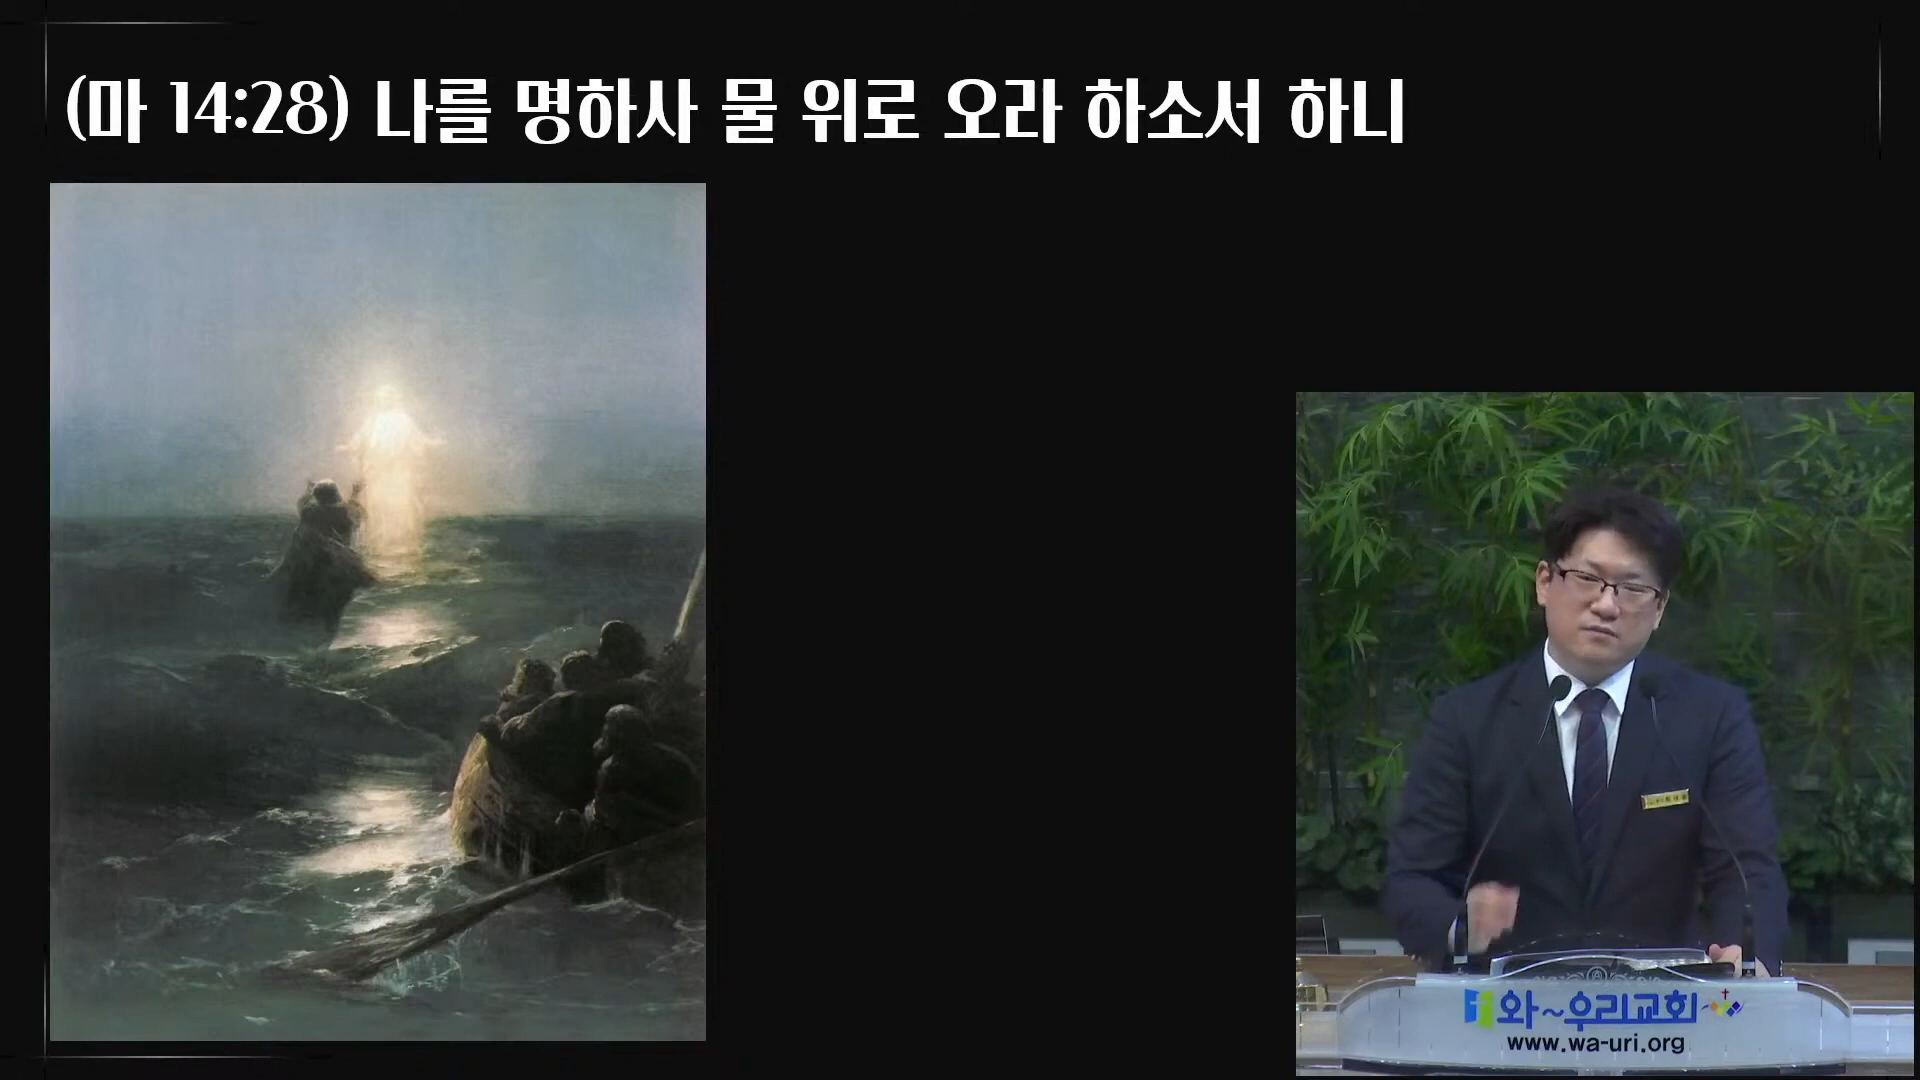 (마 14:28) 나를 명하사 물 위로 오라 하소서 하니
와~우리교회
www.wa-uri.org